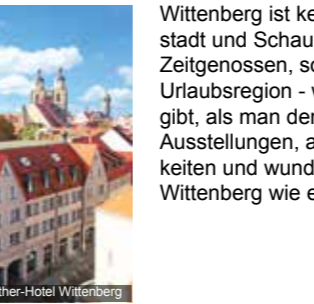 Wittenberg ist ke
stadt und Schau
Zeitgenossen, so
Urlaubsregion -
gibt, als man der
Ausstellungen, a
keiten und wund
Wittenberg wie e
ther-Hotel Wittenberg